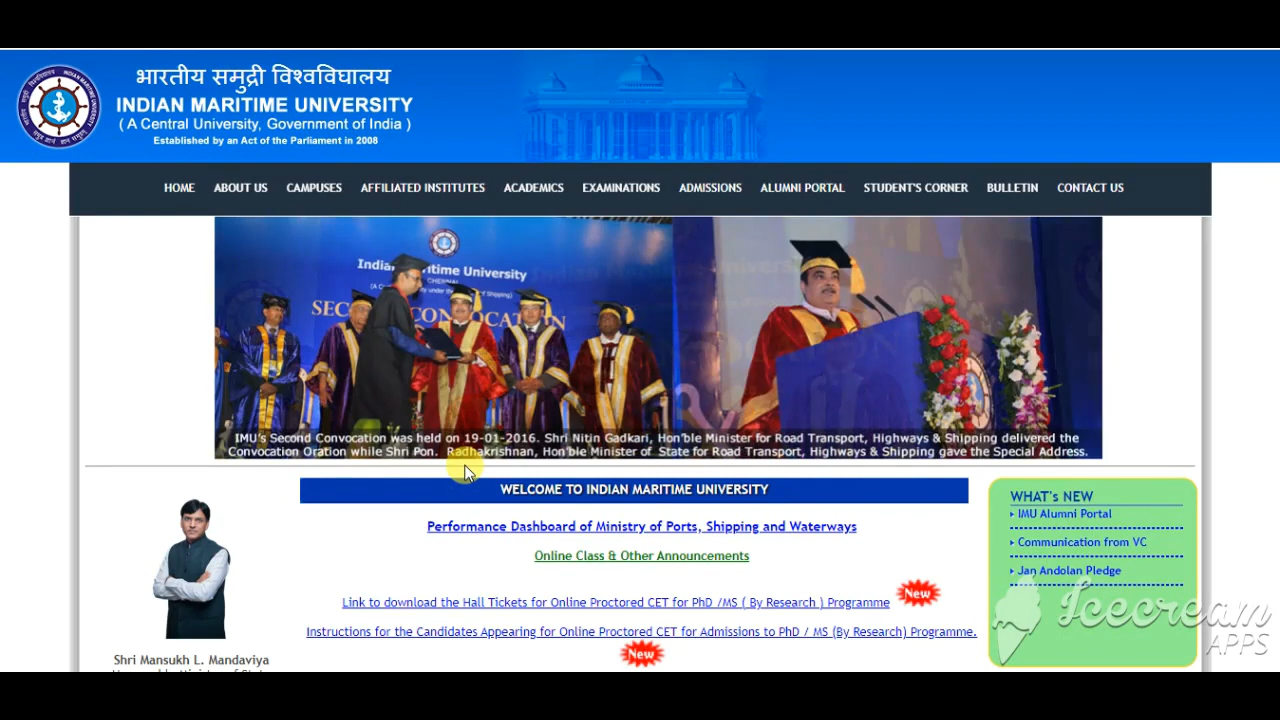 भारतीय समुद्री विश्वविघालय
INDIAN MARITIME UNIVERSITY
( A Central University, Government of India )
Established by an Act of the Parliament in 2008
HOME ABOUT US CAMPUSES AFFILIATED INSTITUTES ACADEMICS EXAMINATIONS ADMISSIONS ALUMNI PORTAL STUDENT'S CORNER BULLETIN CONTACT US
Indian Maritime University
CHENNAI
SECOND CONVOCATION
IMU's Second Convocation was held on 19-01-2016. Shri Nitin Gadkari, Hon'ble Minister for Road Transport, Highways & Shipping delivered the
Convocation Oration while Shri Pon. Radhakrishnan, Hon'ble Minister of State for Road Transport, Highways & Shipping gave the Special Address.
WELCOME TO INDIAN MARITIME UNIVERSITY
Performance Dashboard of Ministry of Ports, Shipping and Waterways
Online Class & Other Announcements
Link to download the Hall Tickets for Online Proctored CET for PhD /MS ( By Research ) Programme New
Instructions for the Candidates Appearing for Online Proctored CET for Admissions to PhD / MS (By Research) Programme.
New
Shri Mansukh L. Mandaviya
WHAT's NEW
IMU Alumni Portal
Communication from VC
Jan Andolan Pledge
Icecream
APPS